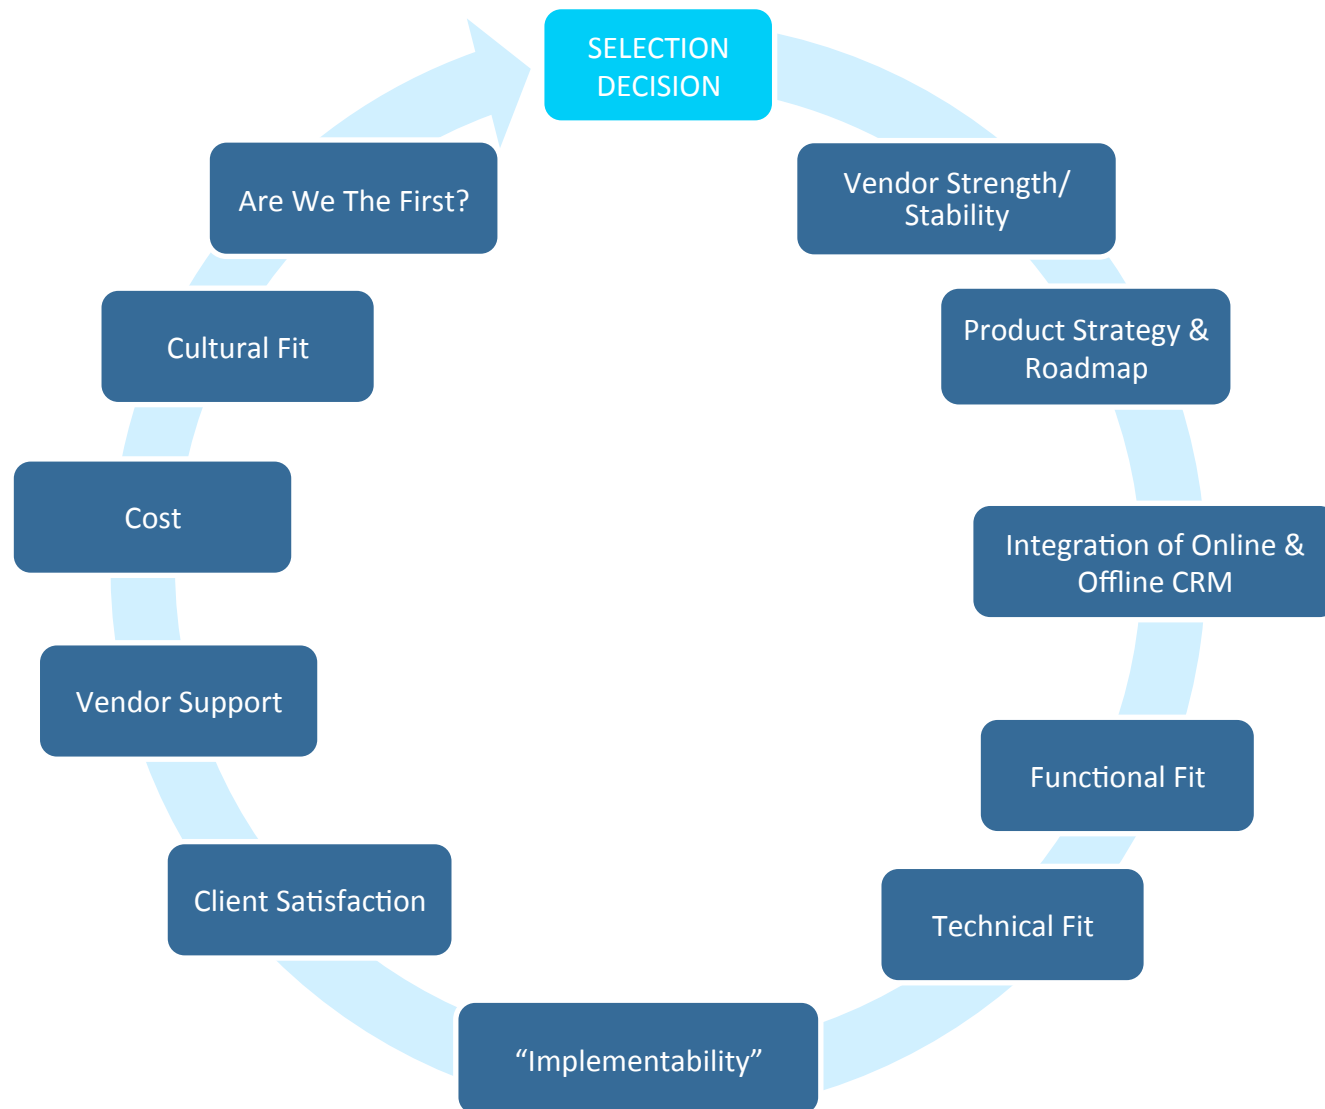 SELECTION
DECISION
Vendor Strength/
Stability
Product Strategy &
Roadmap
Integration of Online &
Offline CRM
Functional Fit
Technical Fit
“Implementability”
Client Satisfaction
Vendor Support
Cost
Cultural Fit
Are We The First?